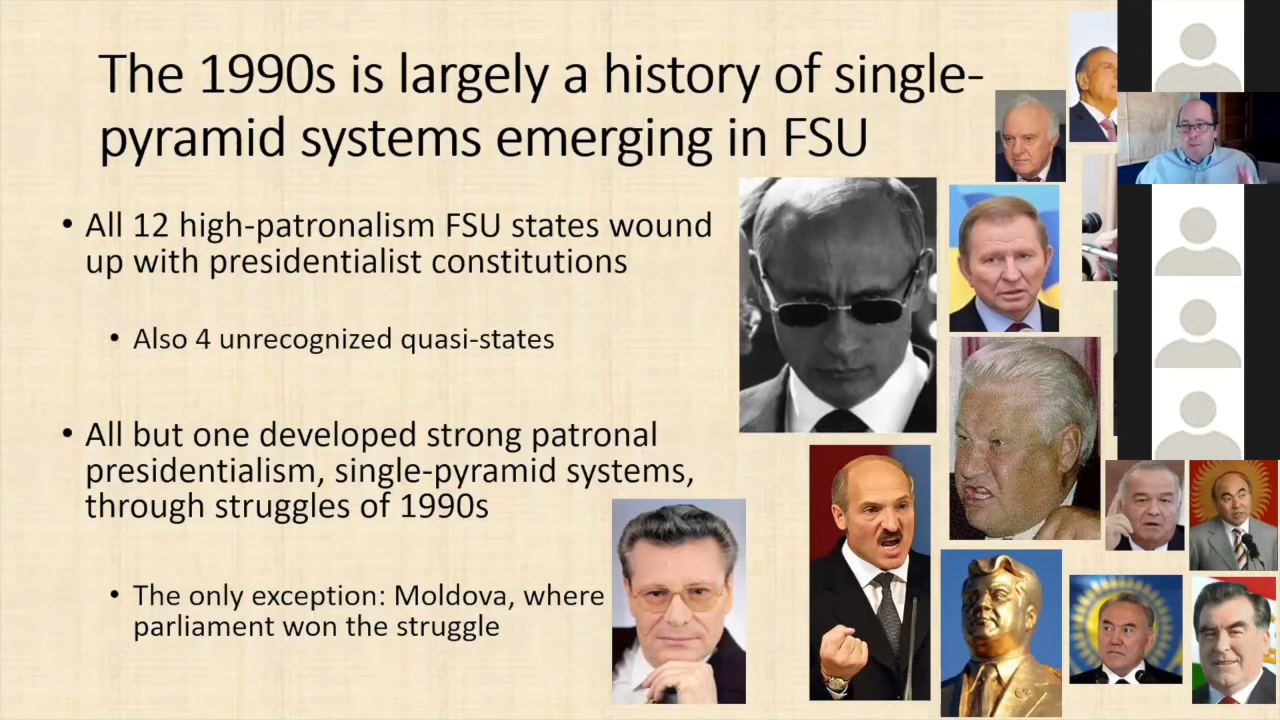 The 1990s is largely a history of single-
pyramid systems emerging in FSU
• All 12 high-patronalism FSU states wound
up with presidentialist constitutions
• Also 4 unrecognized quasi-states
• All but one developed strong patronal
presidentialism, single-pyramid systems,
through struggles of 1990s
• The only exception: Moldova, where
parliament won the struggle